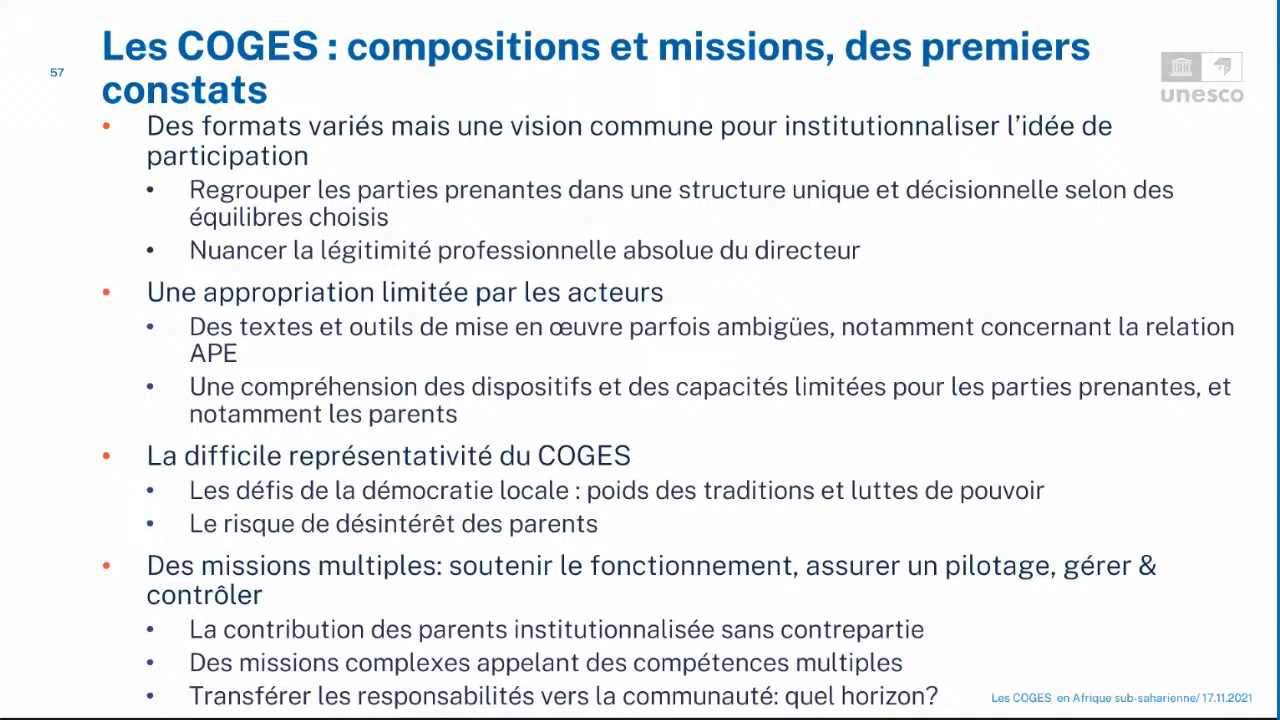 57
Les COGES : compositions et missions, des premiers
constats
unesco
• Des formats variés mais une vision commune pour institutionnaliser l'idée de
participation
• Regrouper les parties prenantes dans une structure unique et décisionnelle selon des
équilibres choisis
• Nuancer la légitimité professionnelle absolue du directeur
• Une appropriation limitée par les acteurs
• Des textes et outils de mise en œuvre parfois ambigües, notamment concernant la relation
APE
• Une compréhension des dispositifs et des capacités limitées pour les parties prenantes, et
notamment les parents
• La difficile représentativité du COGES
• Les défis de la démocratie locale : poids des traditions et luttes de pouvoir
• Le risque de désintérêt des parents
• Des missions multiples: soutenir le fonctionnement, assurer un pilotage, gérer &
contrôler
• La contribution des parents institutionnalisée sans contrepartie
• Des missions complexes appelant des compétences multiples
• Transférer les responsabilités vers la communauté: quel horizon?
Les COGES en Afrique sub-saharienne/ 17.11.2021